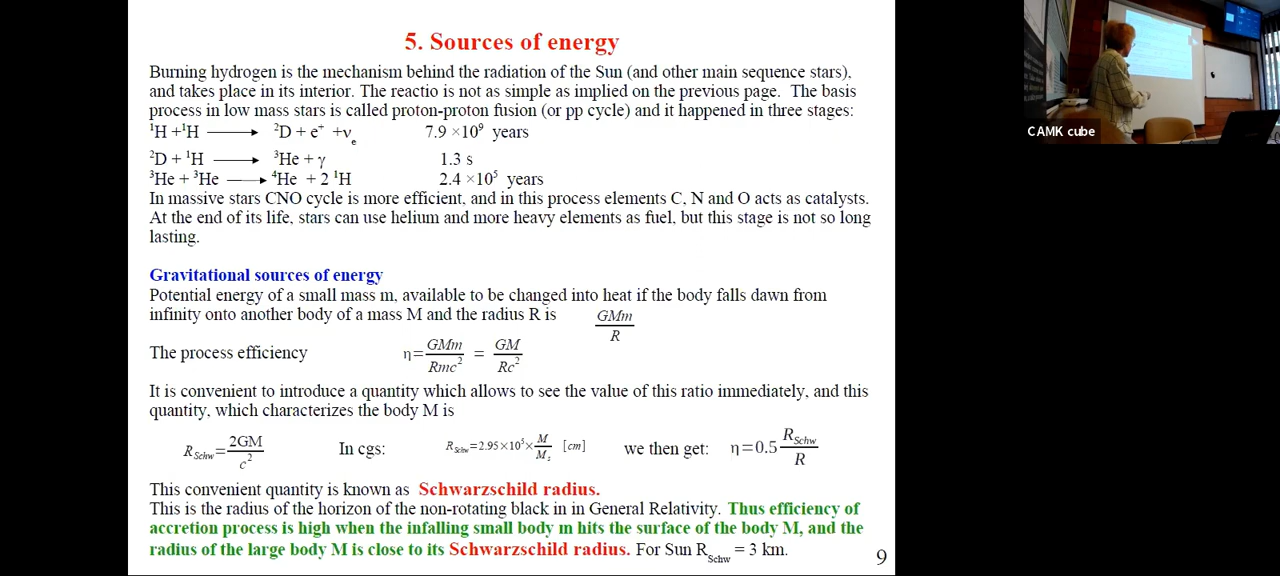 5. Sources of energy
Burning hydrogen is the mechanism behind the radiation of the Sun (and other main sequence stars),
and takes place in its interior. The reactio is not as simple as implied on the previous page. The basis
process in low mass stars is called proton-proton fusion (or pp cycle) and it happened in three stages:
¹H +¹H ⟶ ²D + e⁺ +νₑ 7.9 ×10⁹ years
²D + ¹H ⟶ ³He + γ 1.3 s
³He + ³He ⟶ ⁴He + 2 ¹H 2.4 ×10⁵ years
In massive stars CNO cycle is more efficient, and in this process elements C, N and O acts as catalysts.
At the end of its life, stars can use helium and more heavy elements as fuel, but this stage is not so long
lasting.
Gravitational sources of energy
Potential energy of a small mass m, available to be changed into heat if the body falls dawn from
infinity onto another body of a mass M and the radius R is GMm/R
The process efficiency η=GMm/Rmc² = GM/Rc²
It is convenient to introduce a quantity which allows to see the value of this ratio immediately, and this
quantity, which characterizes the body M is
R_Schw=2GM/c² In cgs: R_Schw=2.95×10⁵×M/M_s [cm] we then get: η=0.5 R_Schw/R
This convenient quantity is known as Schwarzschild radius.
This is the radius of the horizon of the non-rotating black in in General Relativity. Thus efficiency of
accretion process is high when the infalling small body m hits the surface of the body M, and the
radius of the large body M is close to its Schwarzschild radius. For Sun R_Schw = 3 km.
9
CAMK cube